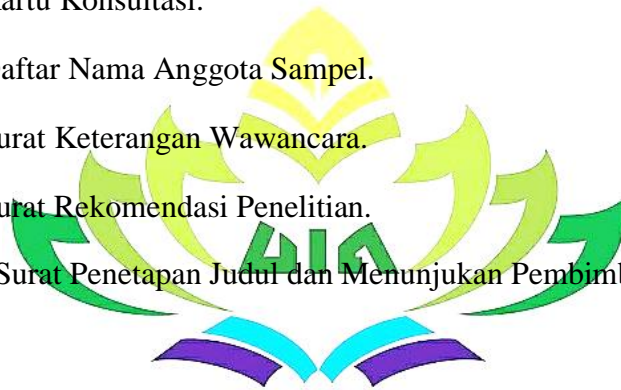 artu Konsultasi.
aftar Nama Anggota Sampel.
urat Keterangan Wawancara.
urat Rekomendasi Penelitian.
Surat Penetapan Judul dan Menunjukan Pembimb